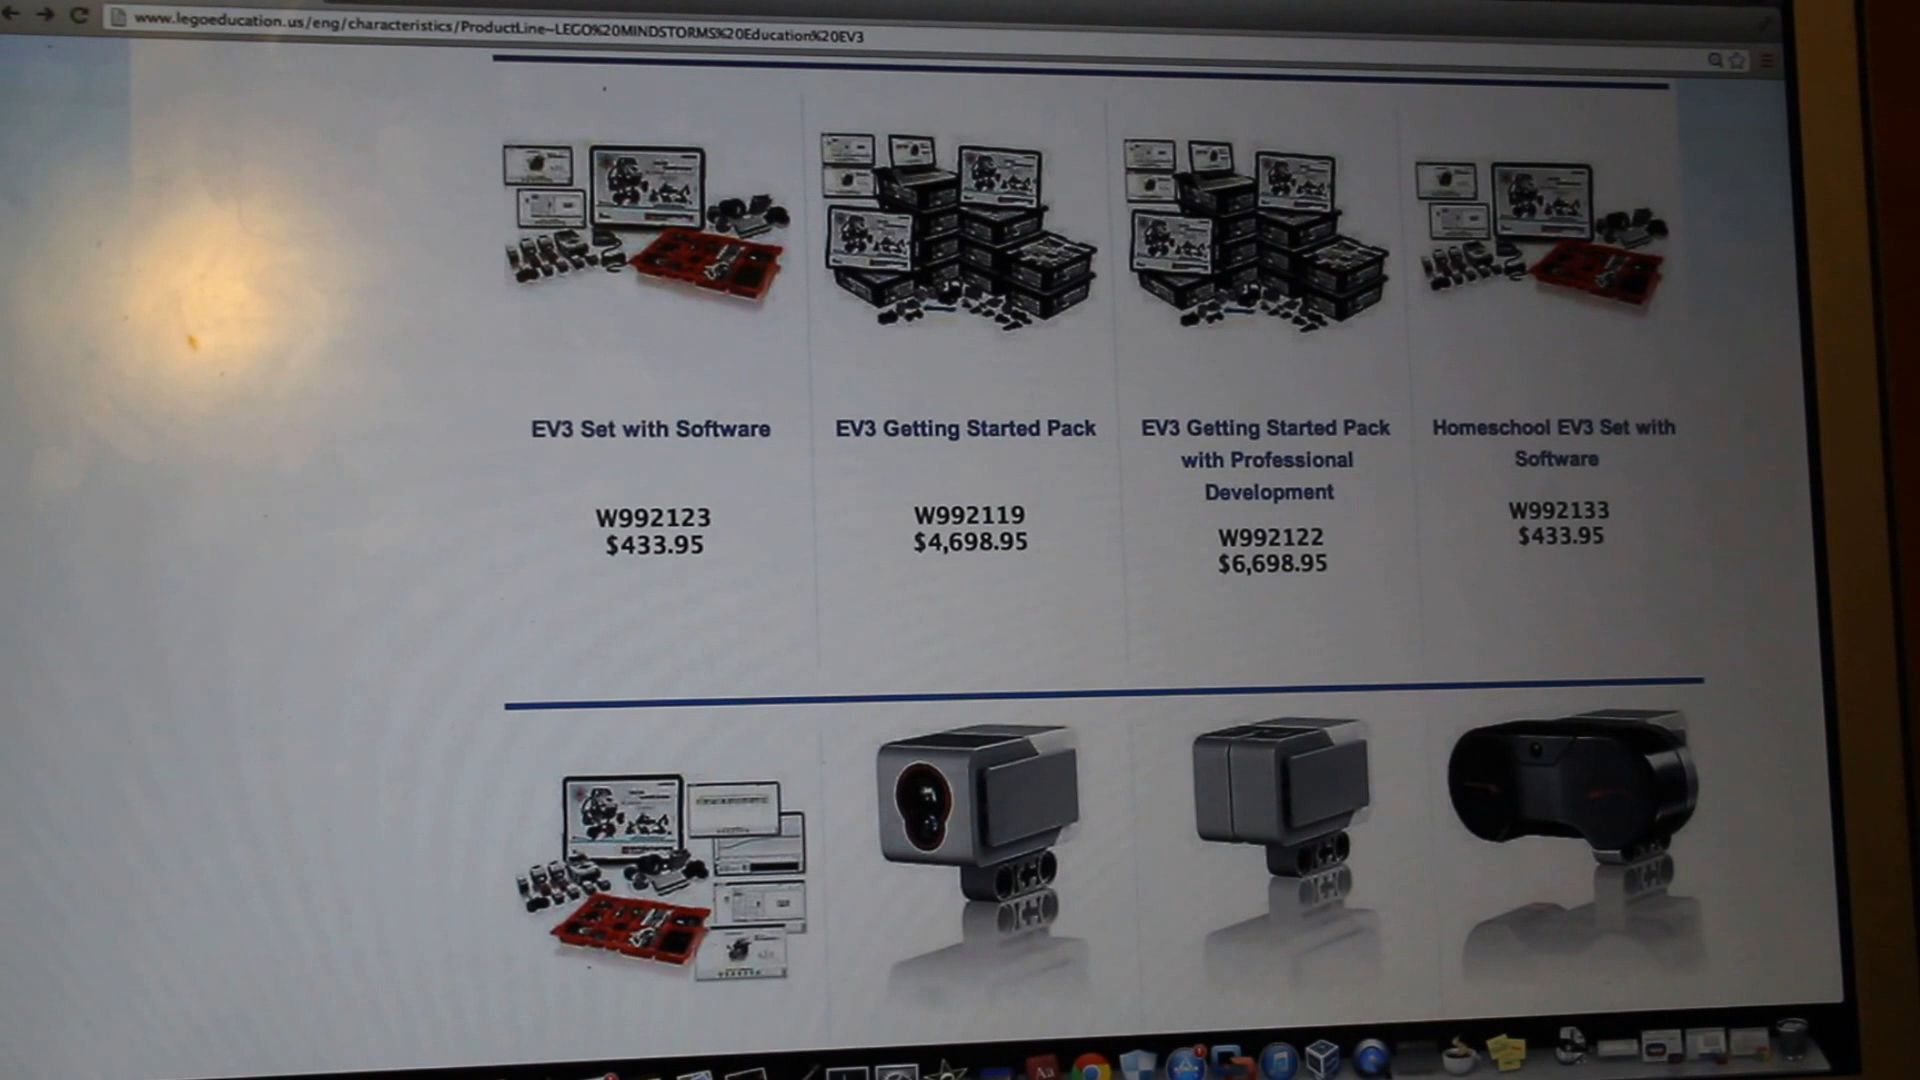 www.legoeducation.us/eng/characteristics/ProductLine~LEGO%20MINDSTORMS%20Education%20EV3
EV3 Set with Software
W992123
$433.95
EV3 Getting Started Pack
W992119
$4,698.95
EV3 Getting Started Pack
with Professional
Development
W992122
$6,698.95
Homeschool EV3 Set with
Software
W992133
$433.95
Aa